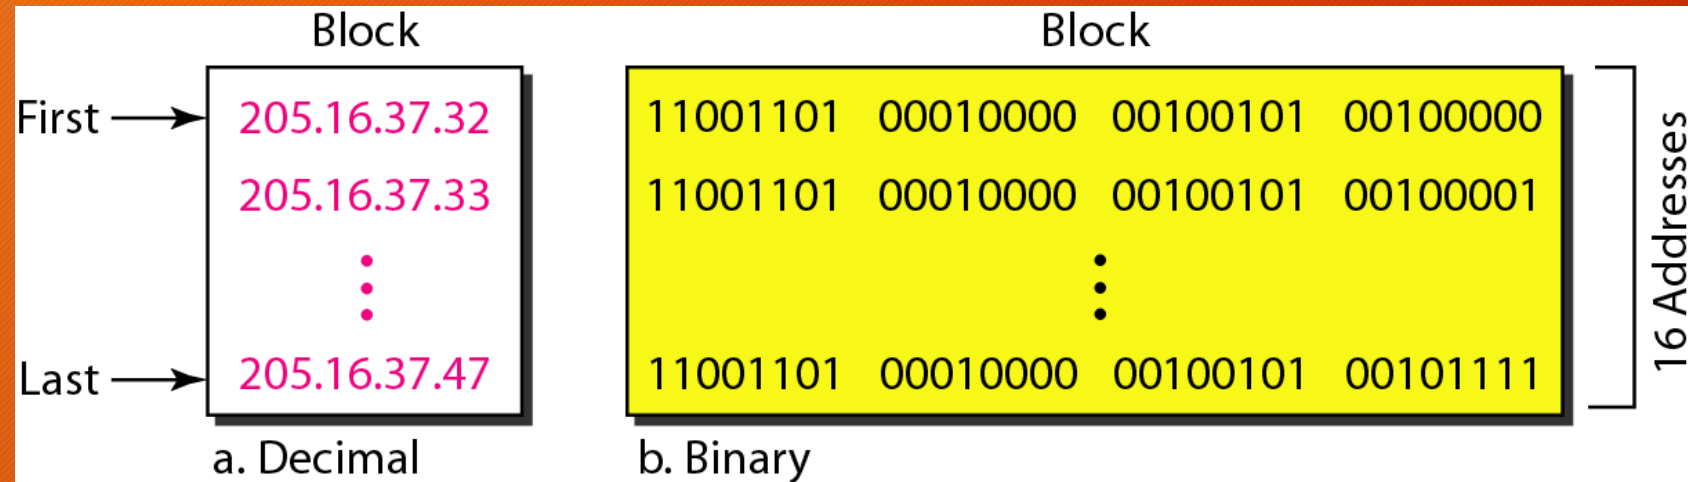 Block
First
205.16.37.32
205.16.37.33
Last
205.16.37.47
a. Decimal
Block
11001101 00010000 00100101 00100000
11001101 00010000 00100101 00100001
11001101 00010000 00100101 00101111
b. Binary
16 Addresses